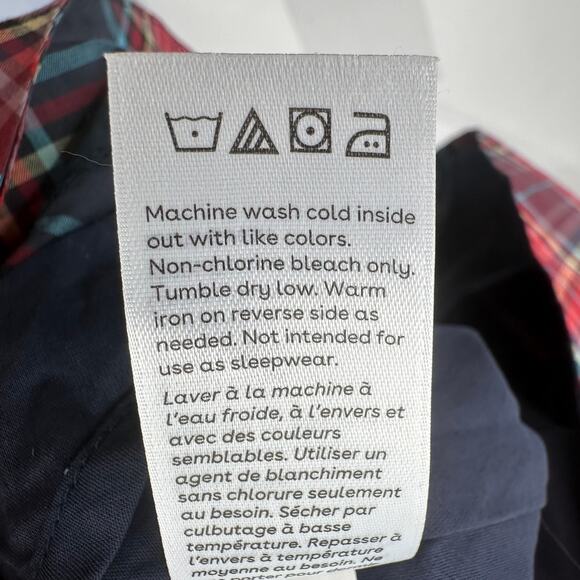 Machine wash cold inside
out with like colors.
Non-chlorine bleach only.
Tumble dry low. Warm
iron on reverse side as
needed. Not intended for
use as sleepwear.
Laver à la machine à
l'eau froide, à l'envers et
avec des couleurs
semblables. Utiliser un
agent de blanchiment
sans chlorure seulement
au besoin. Sécher par
culbutage à basse
température. Repasser à
l'envers à température
moyenne au besoin. Ne